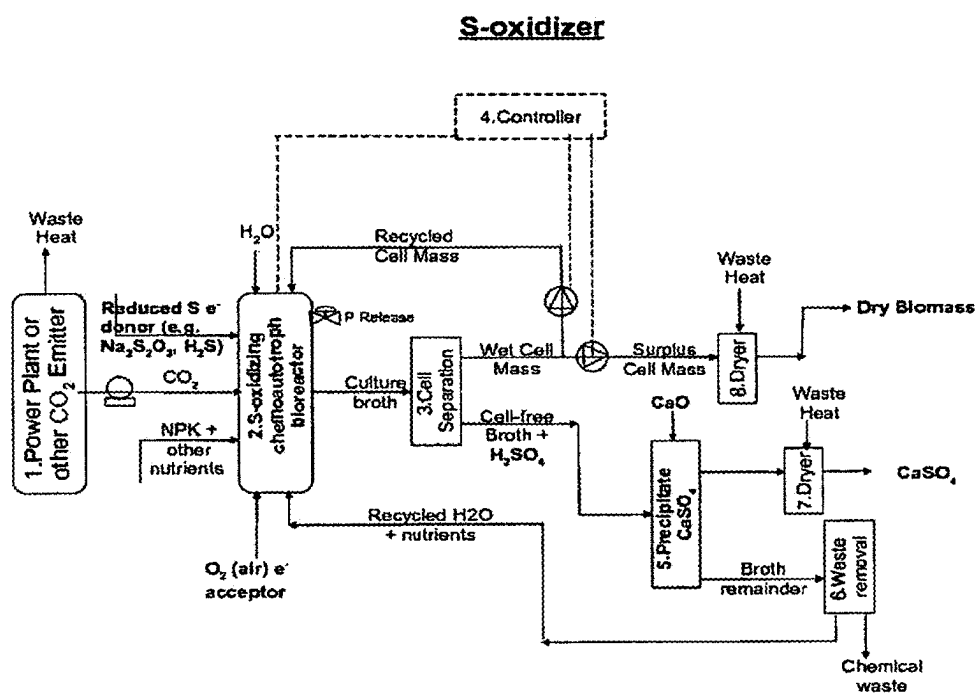 S-oxidizer
4.Controller
Waste
Heat
H₂O
Recycled
Cell Mass
Waste
Heat
1.Power Plant or
other CO₂ Emitter
Reduced S e⁻
donor (e.g.
Na₂S₂O₃, H₂S)
P Release
Dry Biomass
CO₂
2.S-oxidizing
chemoautotroph
bioreactor
Culture
broth
3.Cell
Separation
Wet Cell
Mass
Surplus
Cell Mass
8.Dryer
NPK +
other
nutrients
Cell-free
Broth +
H₂SO₄
CaO
Waste
Heat
5.Precipitate
CaSO₄
7.Dryer
CaSO₄
Recycled H2O
+ nutrients
O₂ (air) e⁻
acceptor
Broth
remainder
6.Waste
removal
Chemical
waste